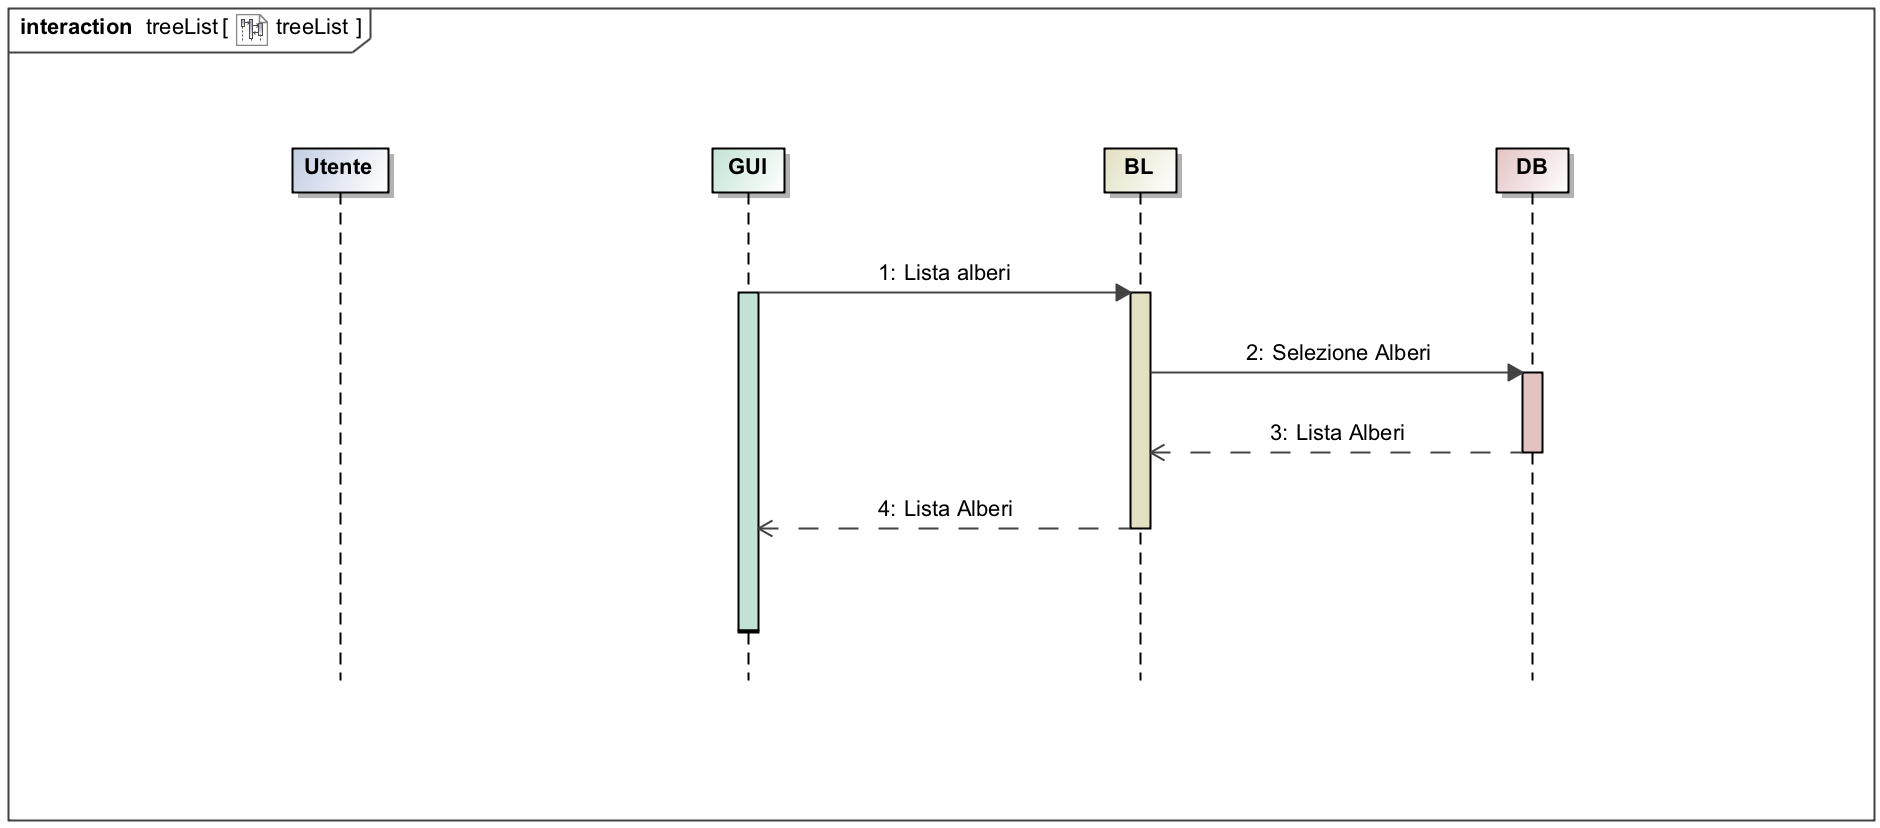 interaction treeList [ treeList ]
Utente
GUI
BL
DB
1: Lista alberi
2: Selezione Alberi
3: Lista Alberi
4: Lista Alberi